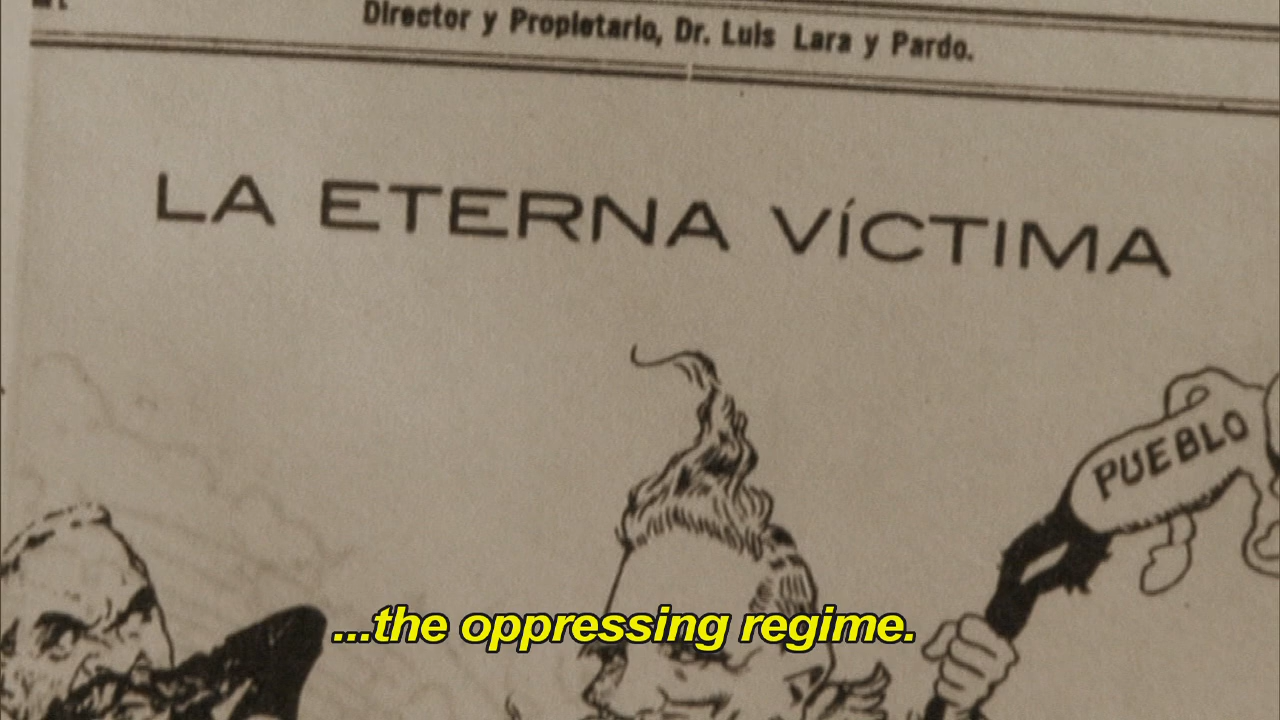 Director y Propietario, Dr. Luis Lara y Pardo.
LA ETERNA VÍCTIMA
PUEBLO
...the oppressing regime.